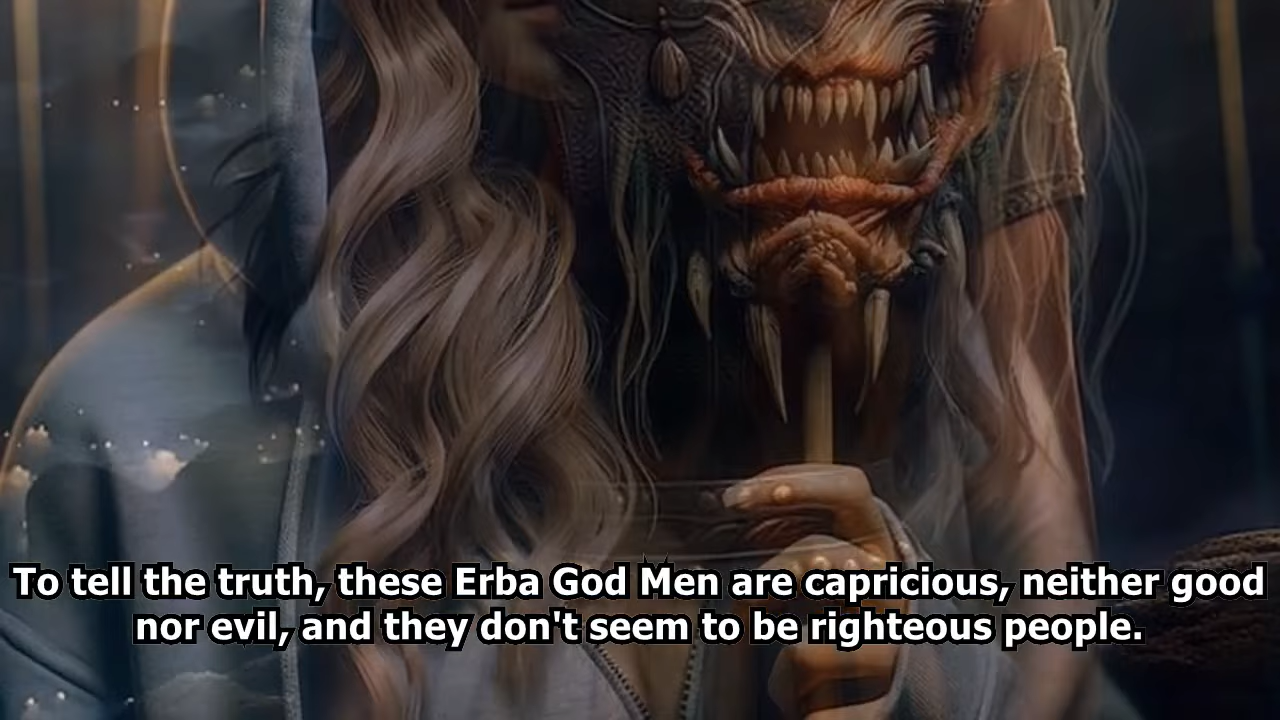 To tell the truth, these Erba God Men are capricious, neither good
nor evil, and they don't seem to be righteous people.